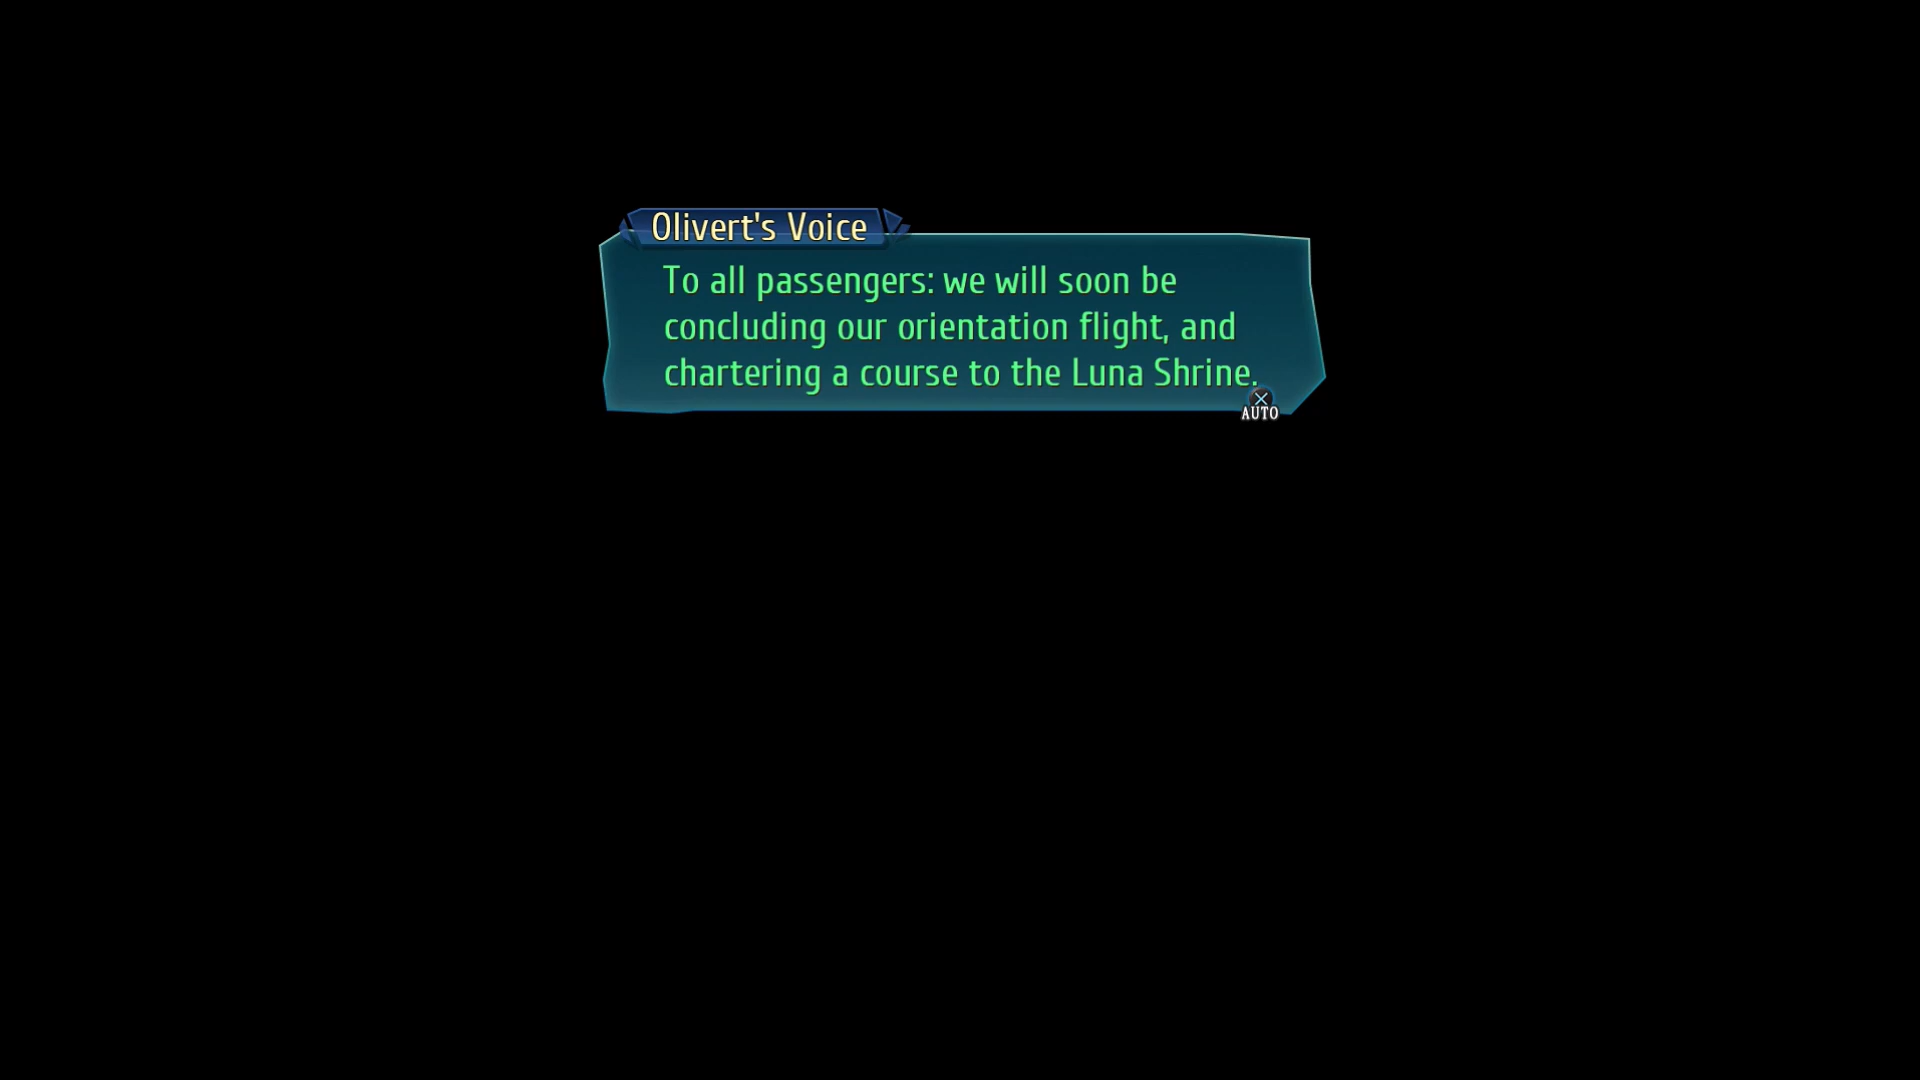 Olivert's Voice
To all passengers: we will soon be
concluding our orientation flight, and
chartering a course to the Luna Shrine.
AUTO